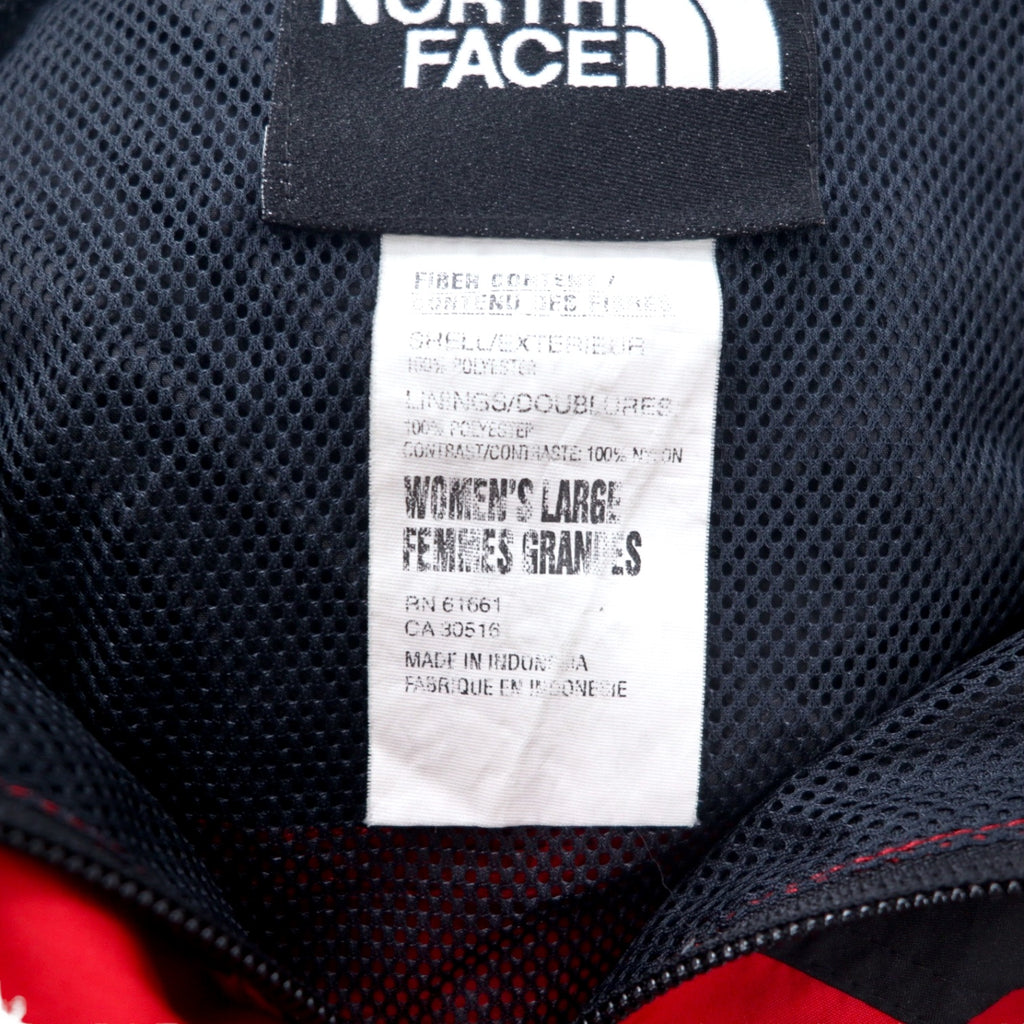 NORTH
FACE
FIBER CONTENT /
CONTENU DES FIBRES
SHELL/EXTERIEUR
100% POLYESTER
LININGS/DOUBLURES
100% POLYESTER
CONTRAST/CONTRASTE: 100% NYLON
WOMEN'S LARGE
FEMMES GRANDES
RN 61661
CA 30516
MADE IN INDONESIA
FABRIQUE EN INDONESIE